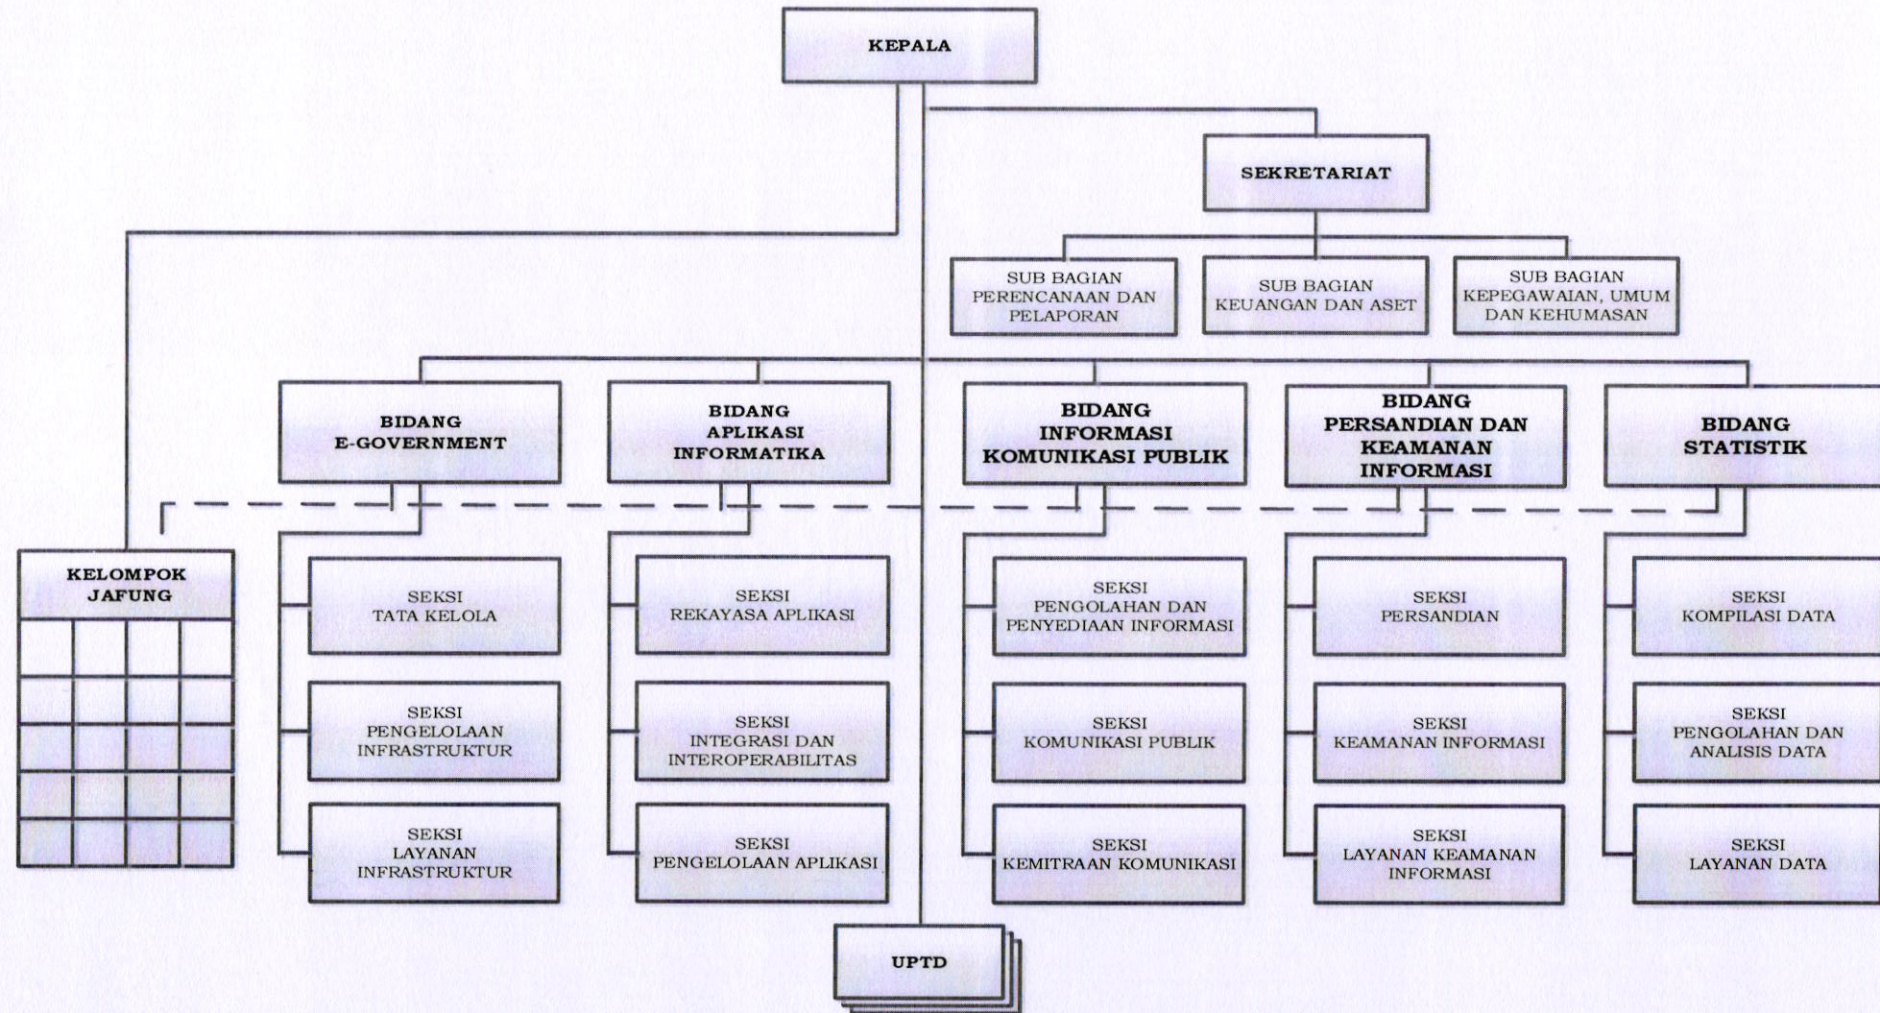 KEPALA
SEKRETARIAT
SUB BAGIAN
PERENCANAAN DAN
PELAPORAN
SUB BAGIAN
KEUANGAN DAN ASET
SUB BAGIAN
KEPEGAWAIAN, UMUM
DAN KEHUMASAN
BIDANG
E-GOVERNMENT
BIDANG
APLIKASI
INFORMATIKA
BIDANG
INFORMASI
KOMUNIKASI PUBLIK
BIDANG
PERSANDIAN DAN
KEAMANAN
INFORMASI
BIDANG
STATISTIK
KELOMPOK
JAFUNG
SEKSI
TATA KELOLA
SEKSI
PENGELOLAAN
INFRASTRUKTUR
SEKSI
LAYANAN
INFRASTRUKTUR
SEKSI
REKAYASA APLIKASI
SEKSI
INTEGRASI DAN
INTEROPERABILITAS
SEKSI
PENGELOLAAN APLIKASI
SEKSI
PENGOLAHAN DAN
PENYEDIAAN INFORMASI
SEKSI
KOMUNIKASI PUBLIK
SEKSI
KEMITRAAN KOMUNIKASI
SEKSI
PERSANDIAN
SEKSI
KEAMANAN INFORMASI
SEKSI
LAYANAN KEAMANAN
INFORMASI
SEKSI
KOMPILASI DATA
SEKSI
PENGOLAHAN DAN
ANALISIS DATA
SEKSI
LAYANAN DATA
UPTD